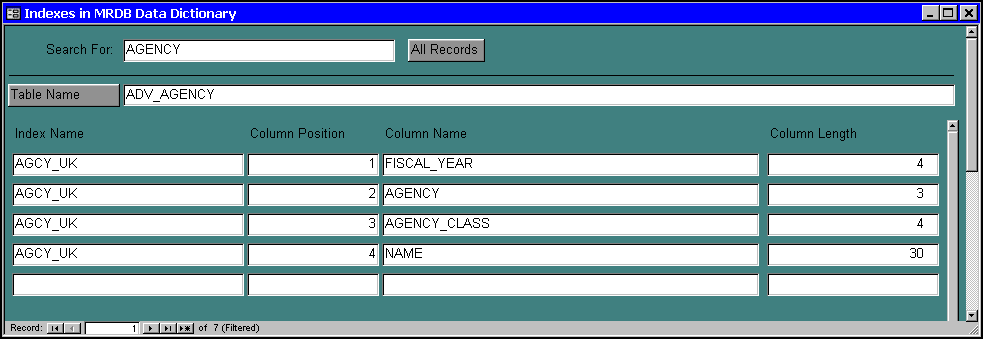 Indexes in MRDB Data Dictionary
Search For: AGENCY All Records
Table Name ADV_AGENCY
Index Name Column Position Column Name Column Length
AGCY_UK 1 FISCAL_YEAR 4
AGCY_UK 2 AGENCY 3
AGCY_UK 3 AGENCY_CLASS 4
AGCY_UK 4 NAME 30
Record: 1 of 7 (Filtered)